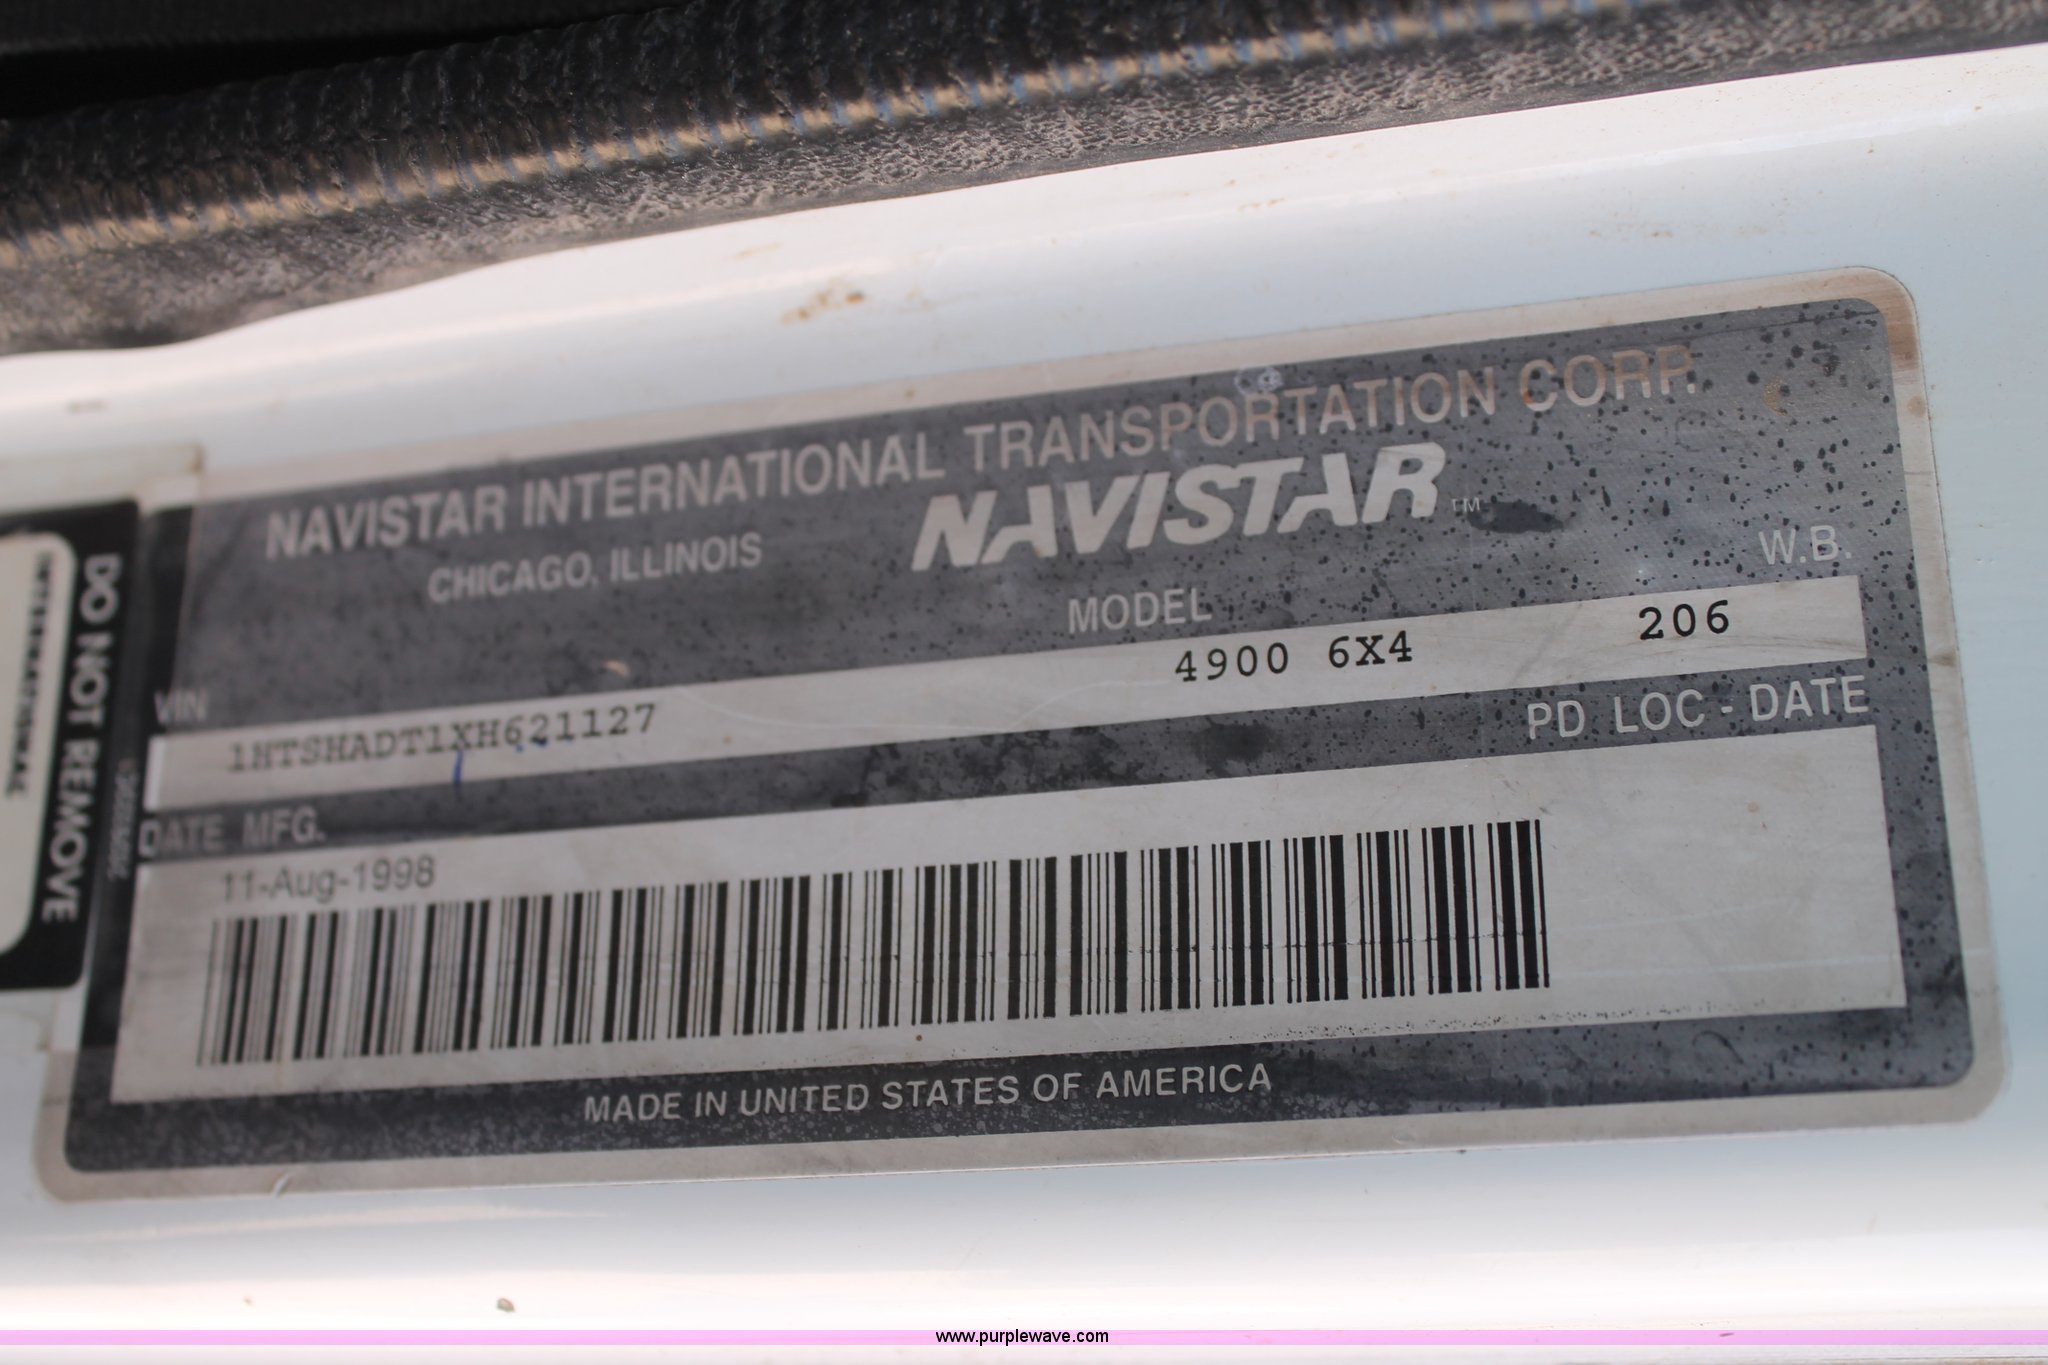 NAVISTAR INTERNATIONAL TRANSPORTATION CORP.
CHICAGO, ILLINOIS
NAVISTAR™
MODEL
W.B.
4900 6X4
206
VIN
1HTSHADT1XH621127
PD LOC - DATE
DATE MFG.
11-Aug-1998
MADE IN UNITED STATES OF AMERICA
DO NOT REMOVE
www.purplewave.com